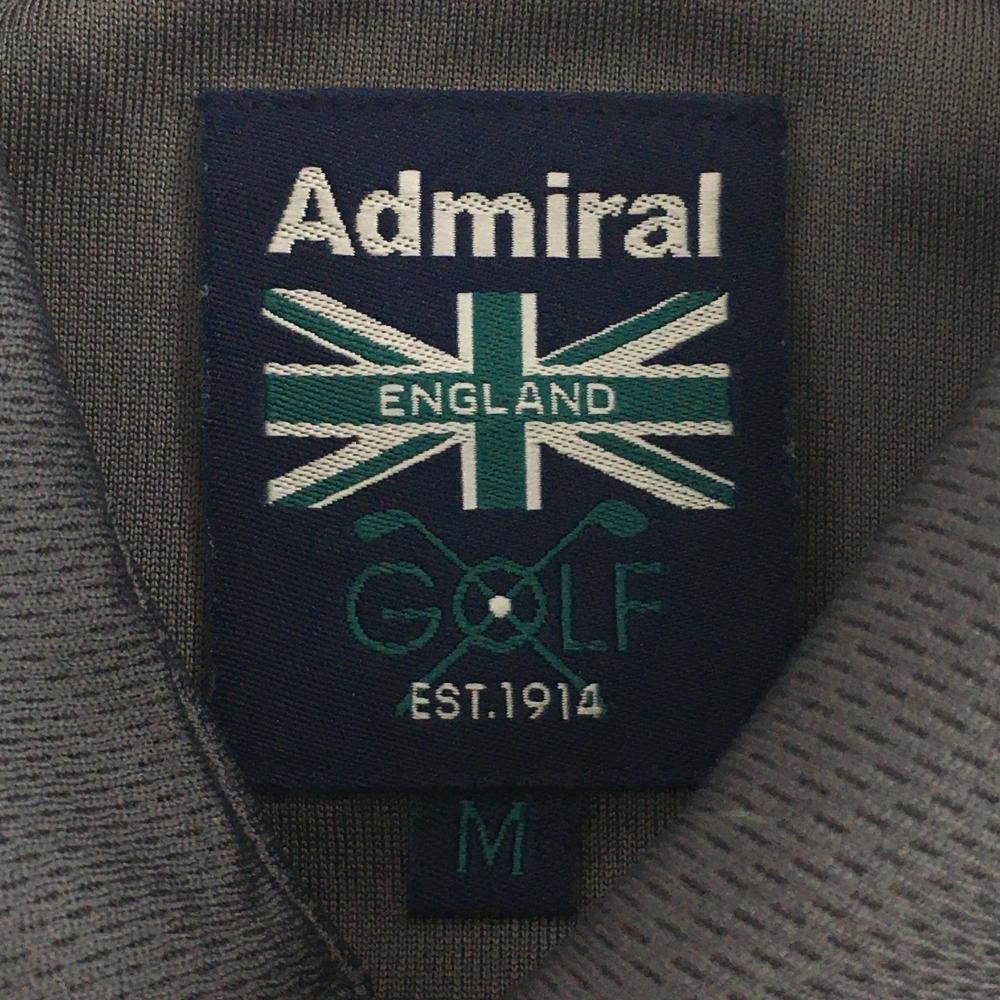 Admiral
ENGLAND
GOLF
EST.1914
M